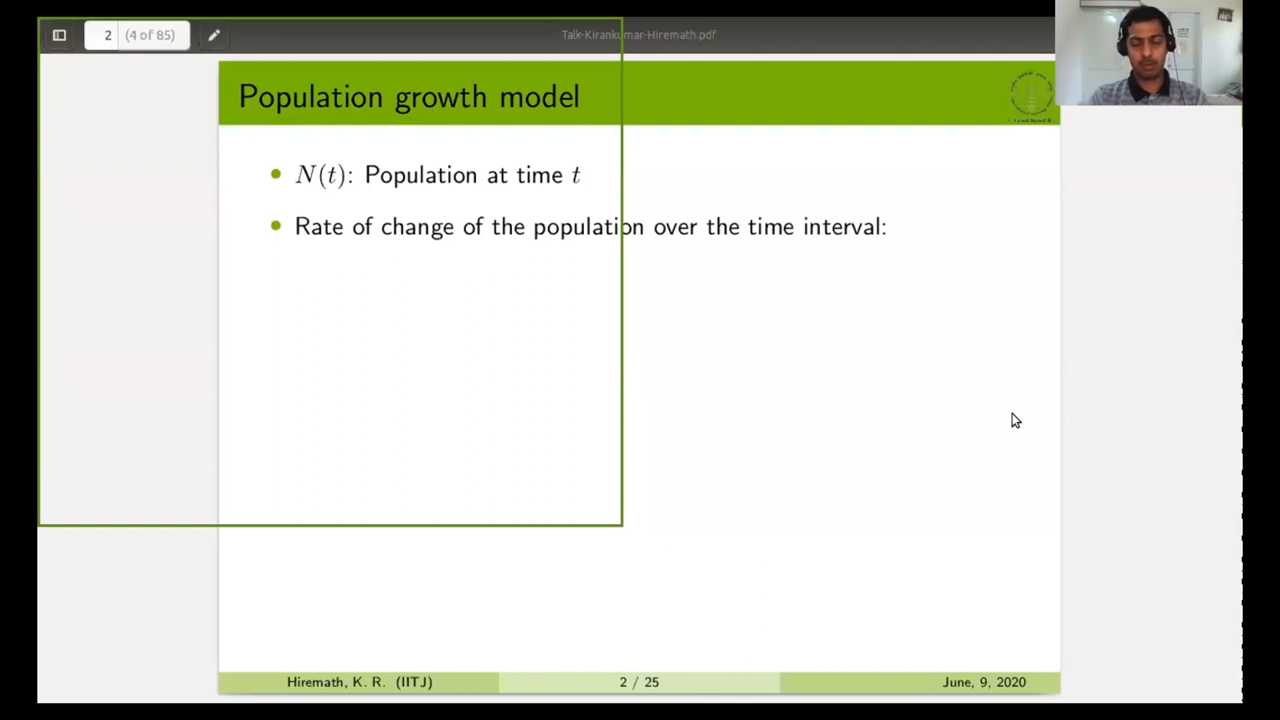 2 (4 of 85)
Talk-Kirankumar-Hiremath.pdf
Population growth model
• N(t): Population at time t
• Rate of change of the population over the time interval:
Hiremath, K. R. (IITJ)
2 / 25
June, 9, 2020